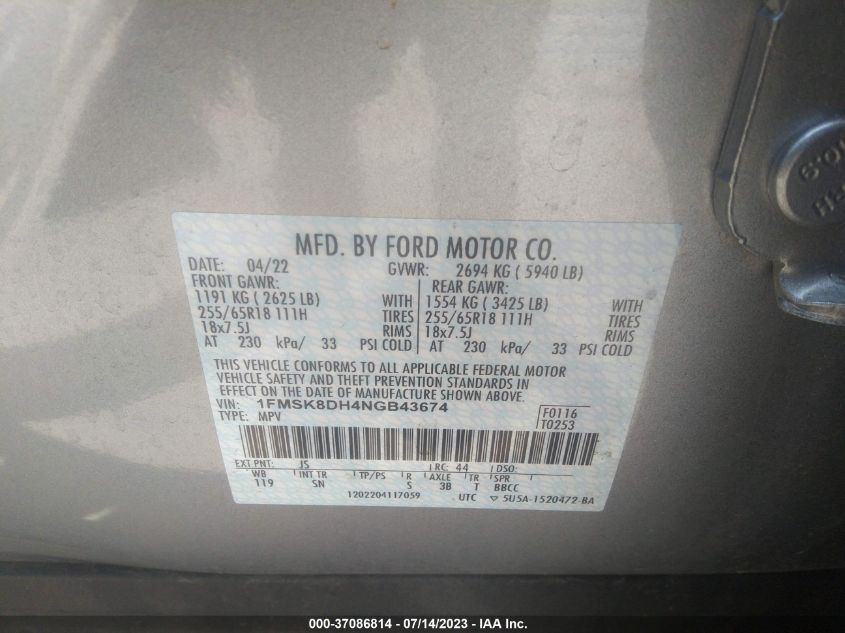 MFD. BY FORD MOTOR CO.
DATE: 04/22 GVWR: 2694 KG ( 5940 LB)
FRONT GAWR: REAR GAWR:
1191 KG ( 2625 LB) WITH 1554 KG ( 3425 LB) WITH
255/65R18 111H TIRES 255/65R18 111H TIRES
18x7.5J RIMS 18x7.5J RIMS
AT 230 kPa/ 33 PSI COLD AT 230 kPa/ 33 PSI COLD
THIS VEHICLE CONFORMS TO ALL APPLICABLE FEDERAL MOTOR
VEHICLE SAFETY AND THEFT PREVENTION STANDARDS IN
EFFECT ON THE DATE OF MANUFACTURE SHOWN ABOVE.
VIN: 1FMSK8DH4NGB43674 F0116
TYPE: MPV T0253
EXT PNT: JS RC: 44 DSO:
WB INT TR TP/PS R AXLE TR SPR
119 SN S 3B T BBCC
1202204117059 UTC ▽ 5U5A-1520472-BA
000-37086814 / 07/14/2023 - IAA Inc.